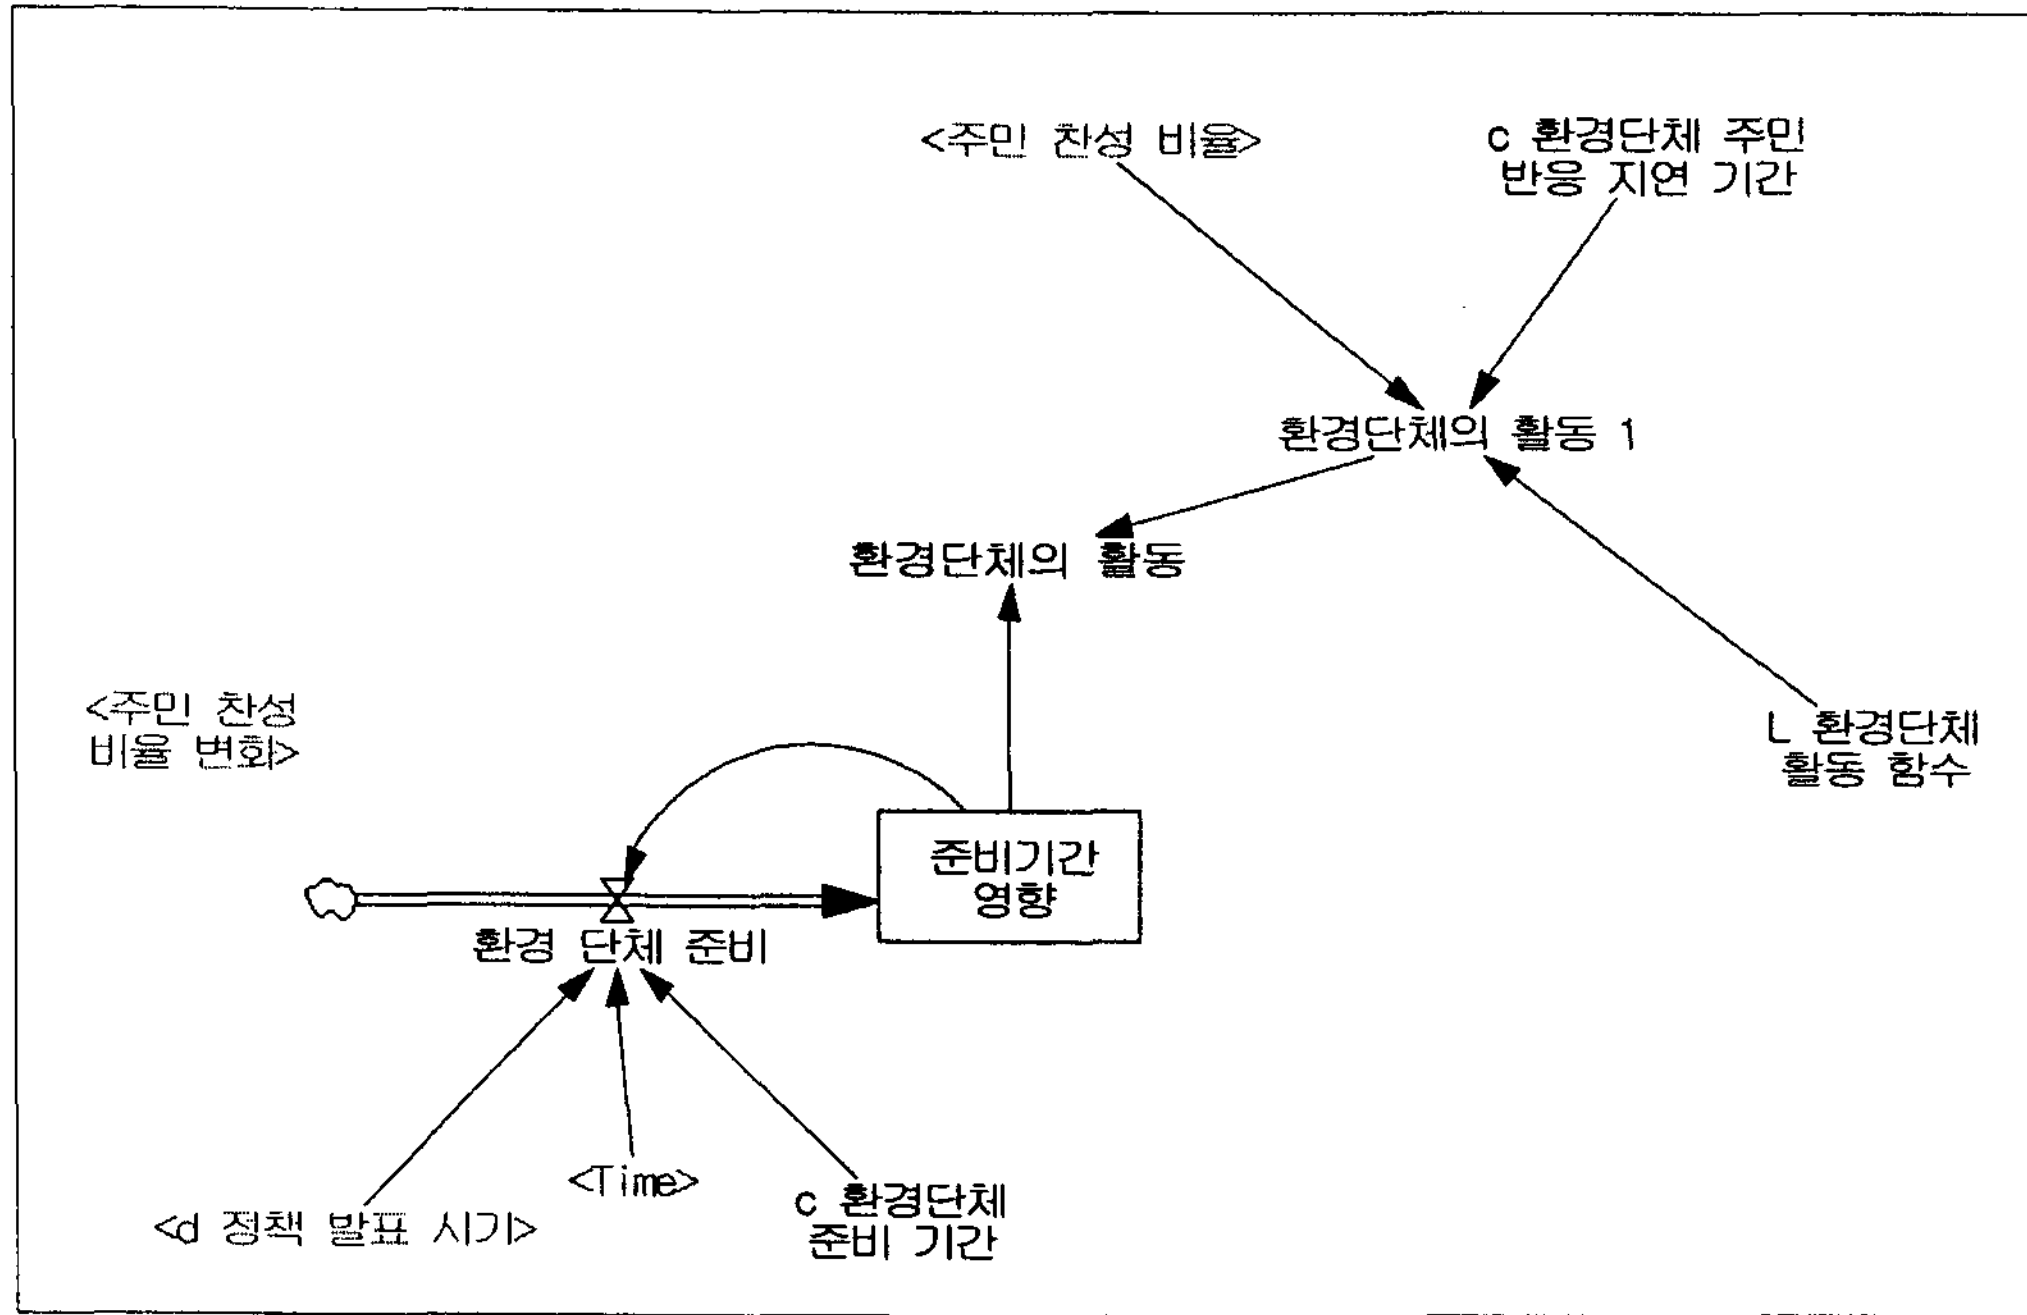 <주민 찬성 비율>
c 환경단체 주민
반응 지연 기간
환경단체의 활동 1
환경단체의 활동
<주민 찬성
비율 변화>
L 환경단체
활동 함수
준비기간
영향
환경 단체 준비
<Time>
<d 정책 발표 시기>
c 환경단체
준비 기간